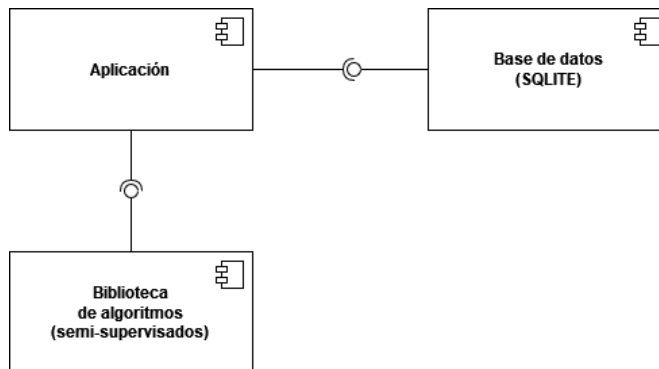 Aplicación
Base de datos
(SQLITE)
Biblioteca
de algoritmos
(semi-supervisados)